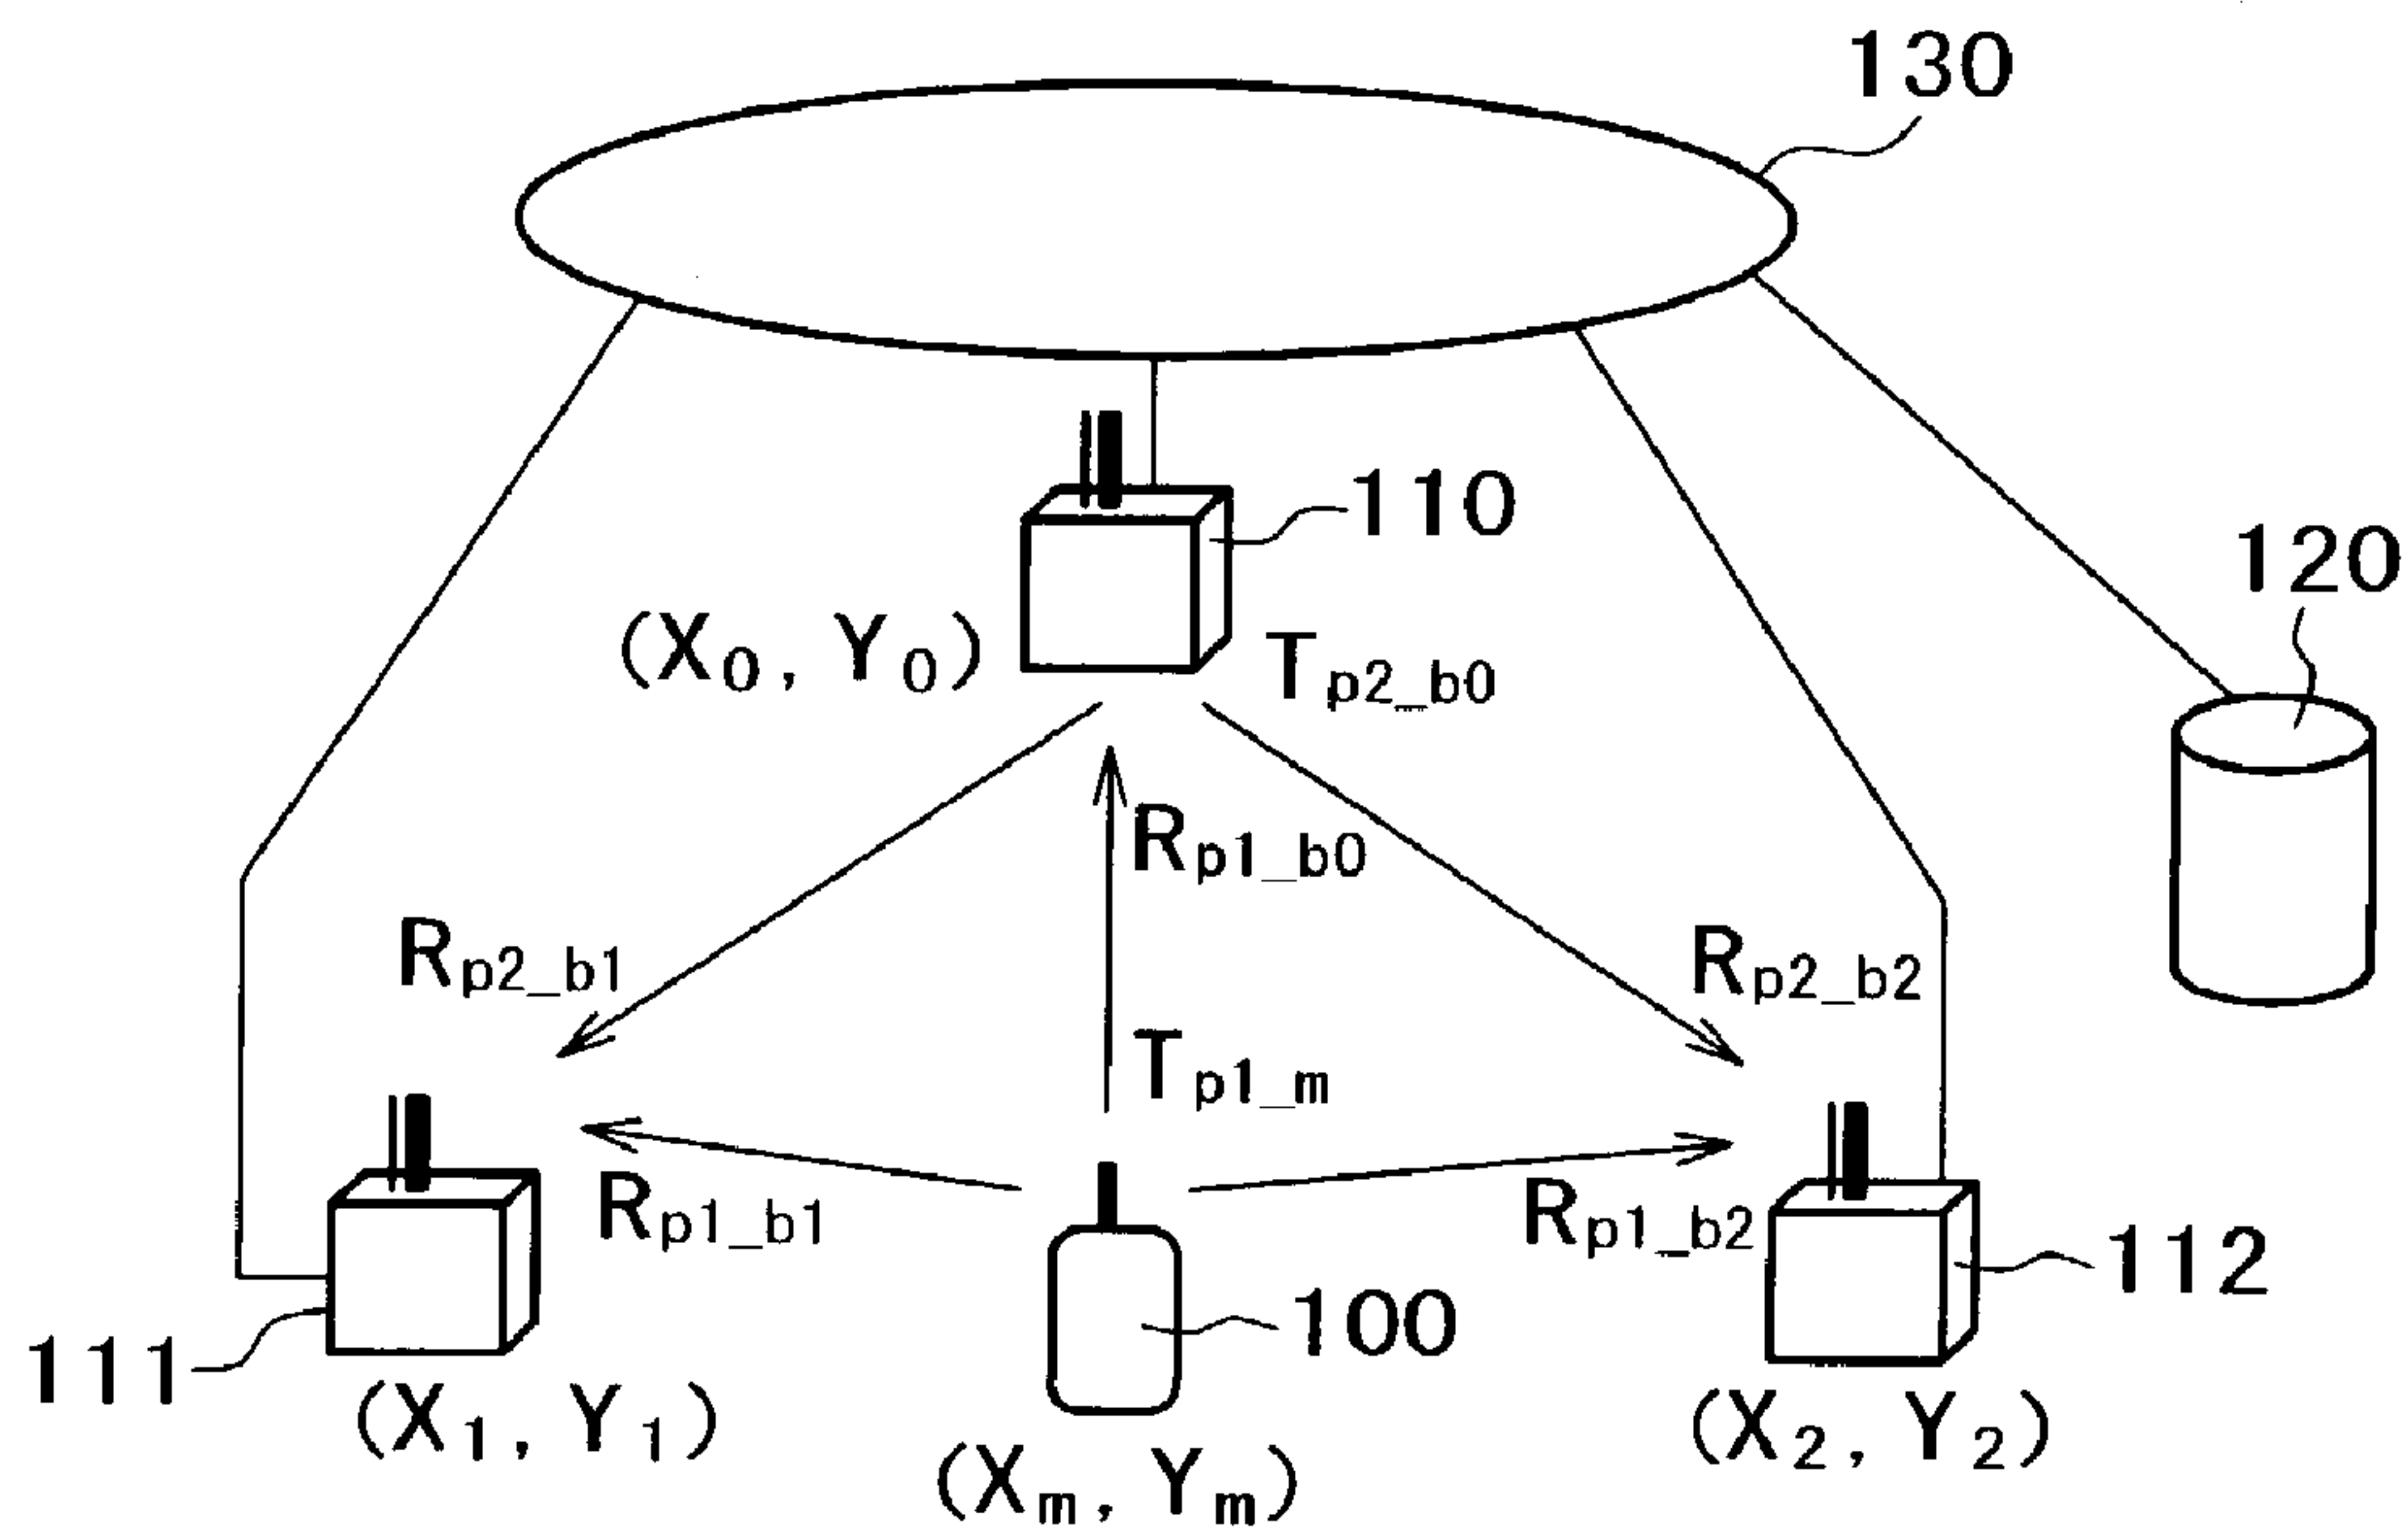 130
110
120
(X0, Y0)
Tp2_b0
Rp1_b0
Rp2_b1
Rp2_b2
Tp1_m
Rp1_b1
Rp1_b2
112
100
111
(X1, Y1)
(X2, Y2)
(Xm, Ym)